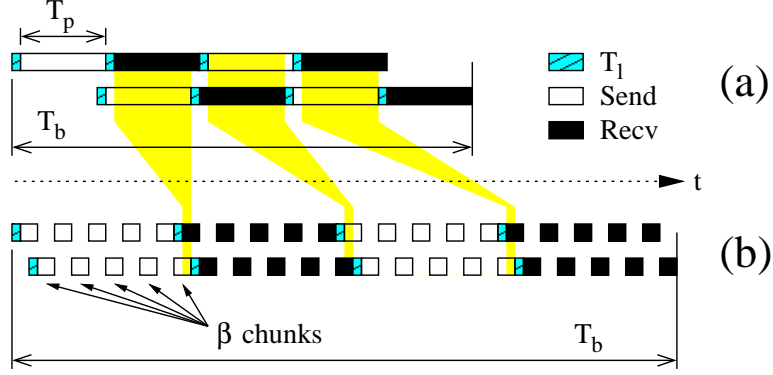 T_p
T_l
Send
Recv
(a)
T_b
t
(b)
β chunks
T_b